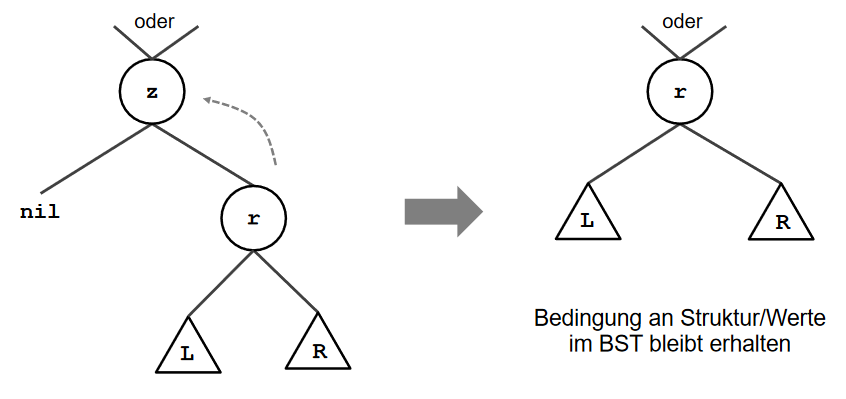 oder
z
nil
r
L
R
oder
r
L
R
Bedingung an Struktur/Werte
im BST bleibt erhalten